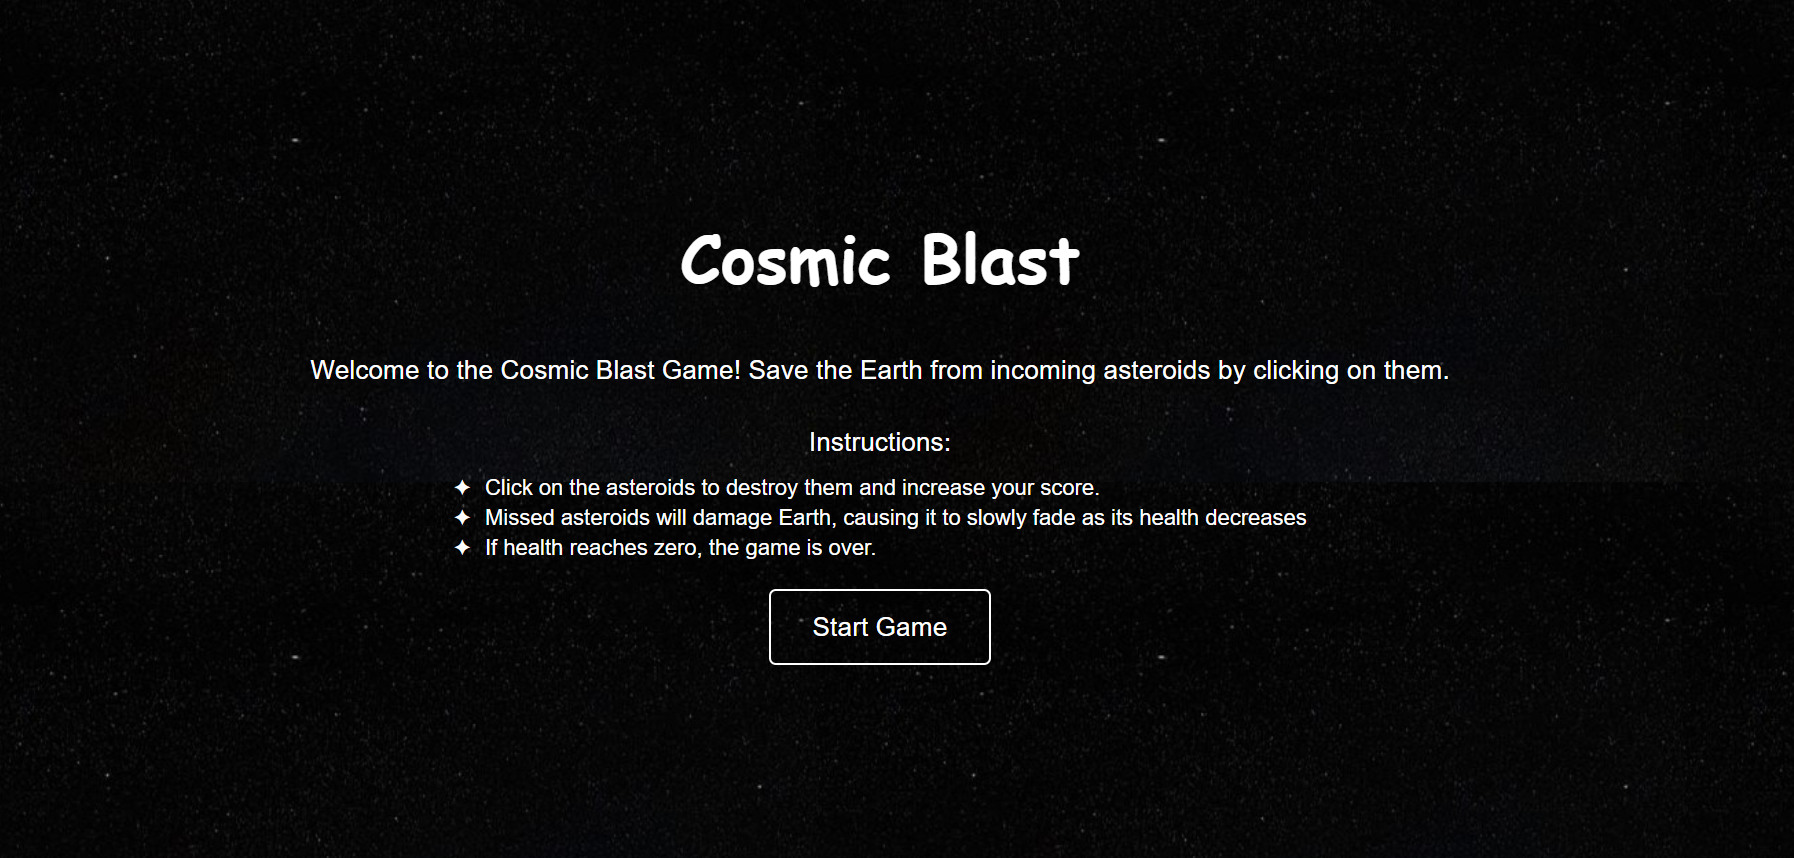 Cosmic Blast
Welcome to the Cosmic Blast Game! Save the Earth from incoming asteroids by clicking on them.
Instructions:
✦ Click on the asteroids to destroy them and increase your score.
✦ Missed asteroids will damage Earth, causing it to slowly fade as its health decreases
✦ If health reaches zero, the game is over.
Start Game